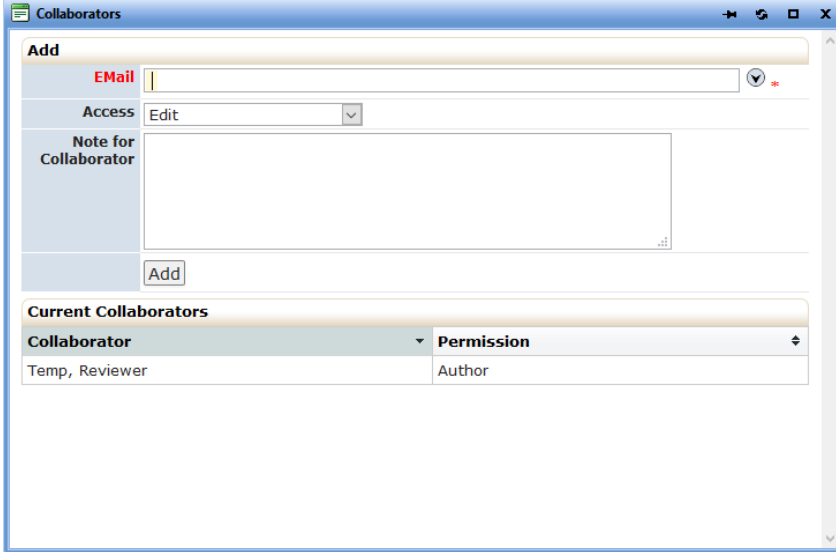 Collaborators
Add
EMail
*
Access Edit
Note for
Collaborator
Add
Current Collaborators
Collaborator Permission
Temp, Reviewer Author